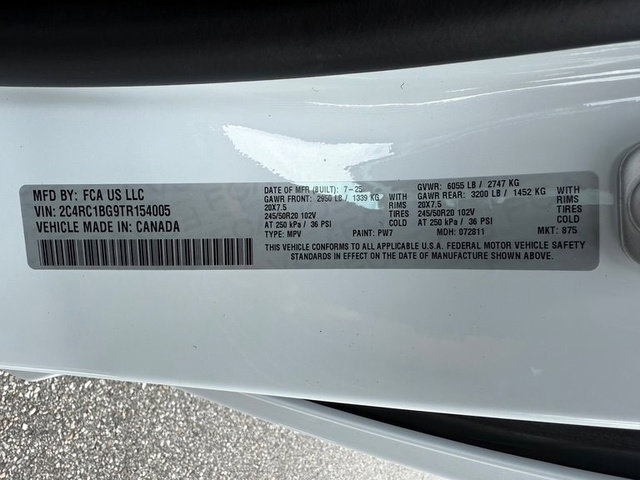 MFD BY: FCA US LLC
VIN: 2C4RC1BG9TR154005
VEHICLE MADE IN: CANADA
DATE OF MFR (BUILT): 7-25 GVWR: 6055 LB / 2747 KG
GAWR FRONT: 2950 LB / 1339 KG WITH GAWR REAR: 3200 LB / 1452 KG WITH
20X7.5 RIMS 20X7.5 RIMS
245/50R20 102V TIRES 245/50R20 102V TIRES
AT 250 kPa / 36 PSI COLD AT 250 kPa / 36 PSI COLD
TYPE: MPV PAINT: PW7 MDH: 072811 MKT: 875
THIS VEHICLE CONFORMS TO ALL APPLICABLE U.S.A. FEDERAL MOTOR VEHICLE SAFETY
STANDARDS IN EFFECT ON DATE OF MANUFACTURE SHOWN ABOVE.